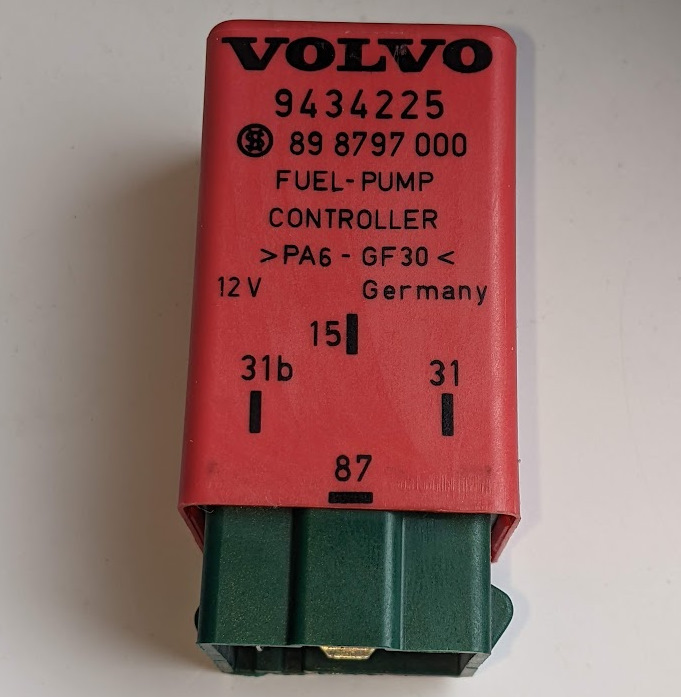 VOLVO
9434225
89 8797 000
FUEL-PUMP
CONTROLLER
>PA6 - GF30<
12V Germany
15
31b 31
87